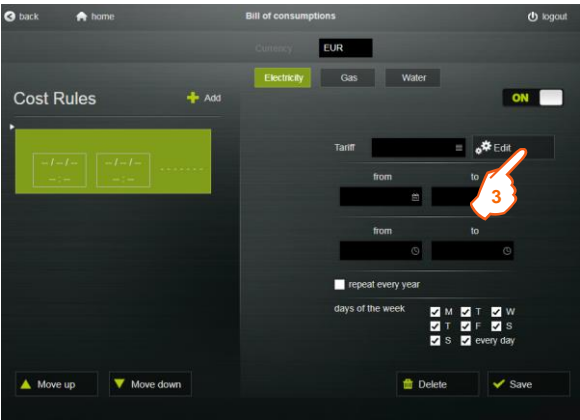 back home Bill of consumptions logout
Currency EUR
Electricity Gas Water
Cost Rules Add
ON
Tariff Edit
-- / -- / -- -- / -- / -- - - - - - - -
-- : -- -- : --
from to
3
from to
repeat every year
days of the week M T W
T F S
S every day
Move up Move down Delete Save